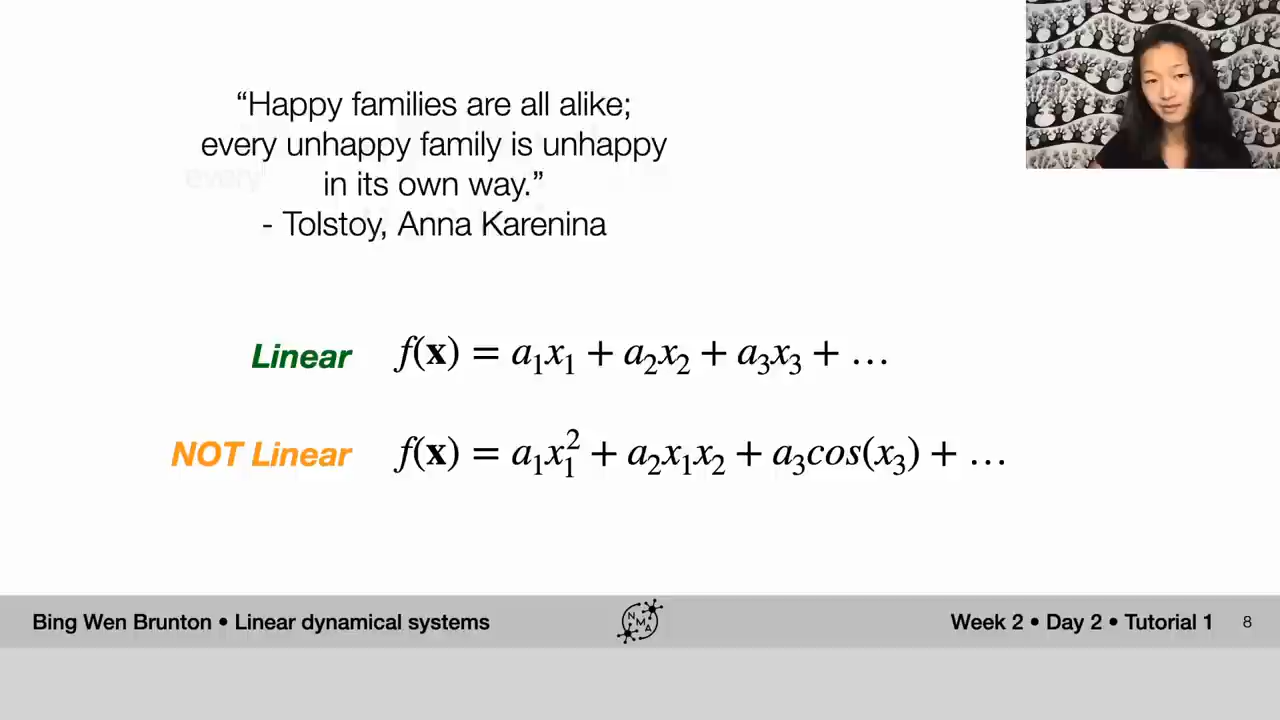 “Happy families are all alike;
every unhappy family is unhappy
every
in its own way.”
- Tolstoy, Anna Karenina
Linear f(x) = a₁x₁ + a₂x₂ + a₃x₃ + …
NOT Linear f(x) = a₁x₁² + a₂x₁x₂ + a₃cos(x₃) + …
Bing Wen Brunton • Linear dynamical systems
NMA
Week 2 • Day 2 • Tutorial 1 8